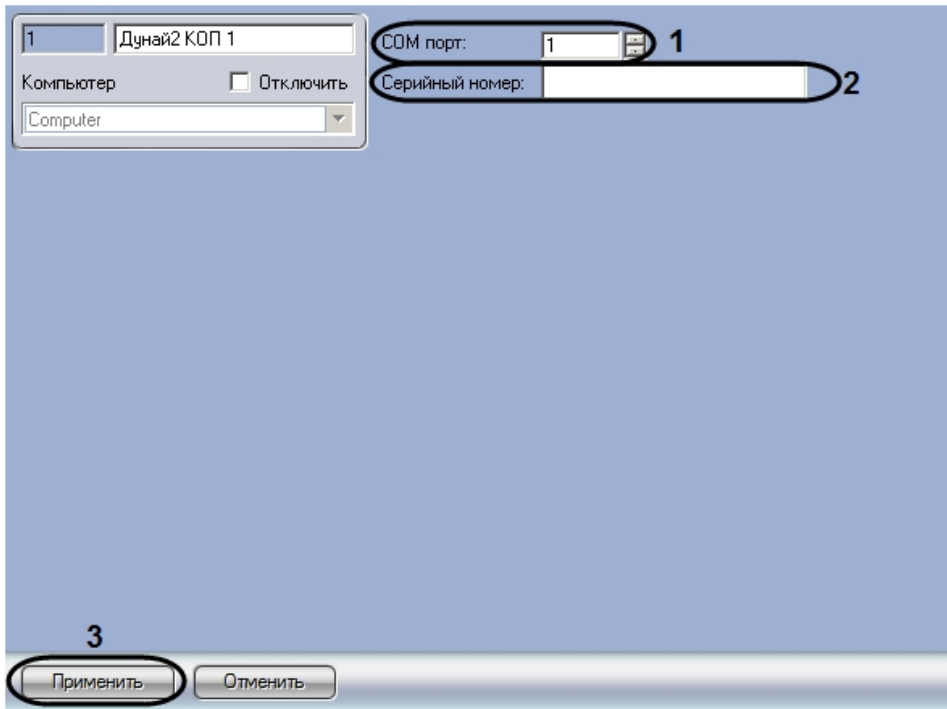 1 Дунай2 КОП 1
Компьютер Отключить
Computer
COM порт: 1 1
Серийный номер: 2
3
Применить Отменить